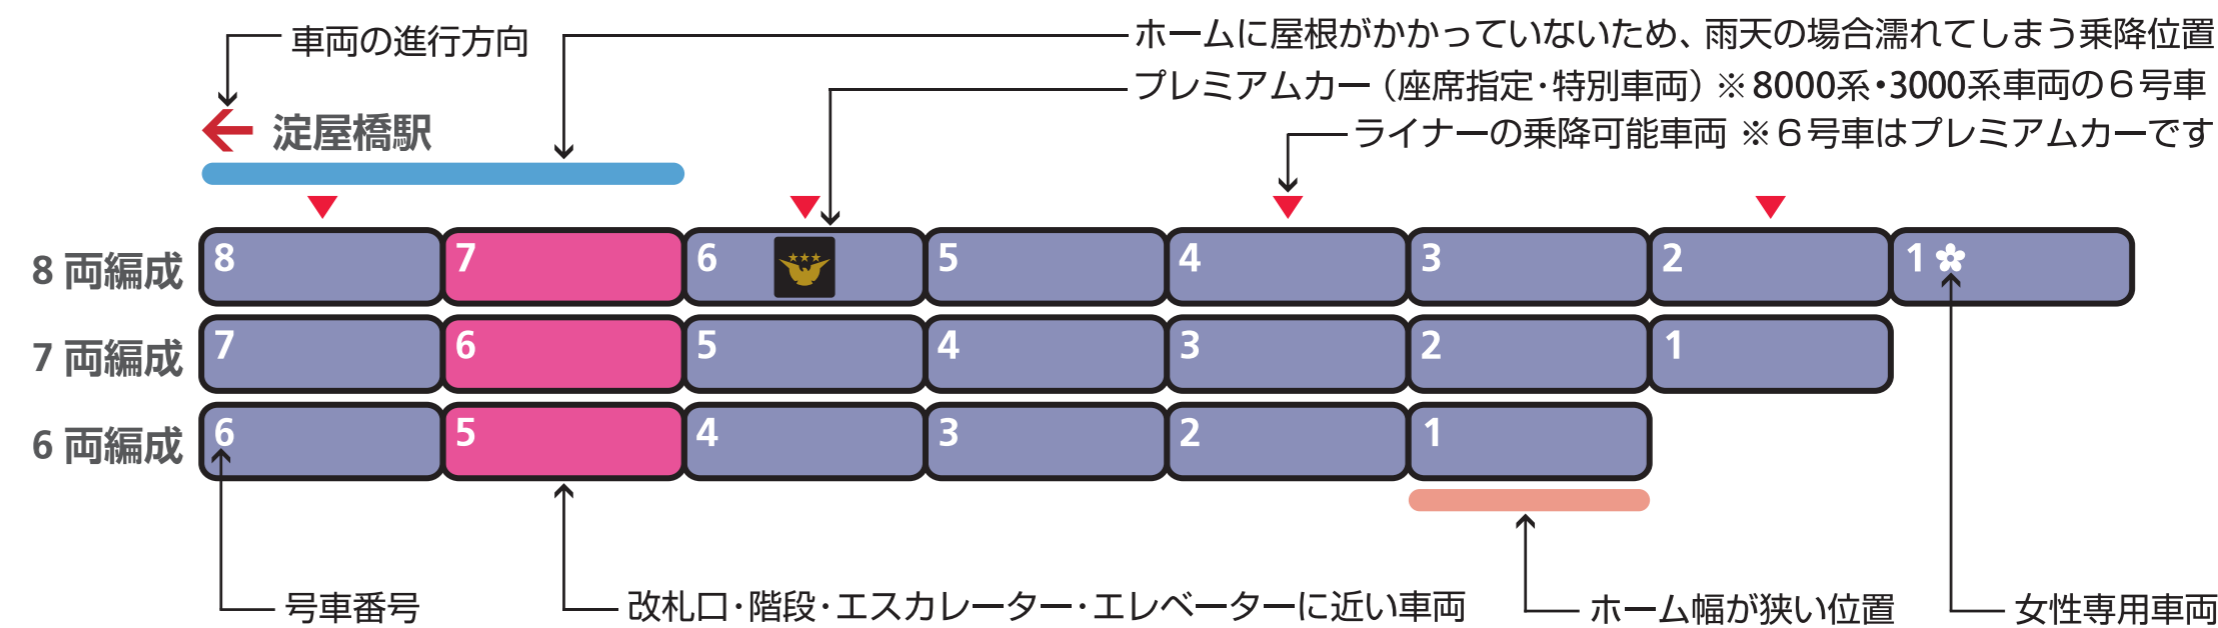 車両の進行方向
ホームに屋根がかかっていないため、雨天の場合濡れてしまう乗降位置
プレミアムカー（座席指定・特別車両）※8000系・3000系車両の６号車
淀屋橋駅
ライナーの乗降可能車両 ※６号車はプレミアムカーです
8 両編成 8 7 6 5 4 3 2 1
7 両編成 7 6 5 4 3 2 1
6 両編成 6 5 4 3 2 1
号車番号
改札口・階段・エスカレーター・エレベーターに近い車両
ホーム幅が狭い位置
女性専用車両